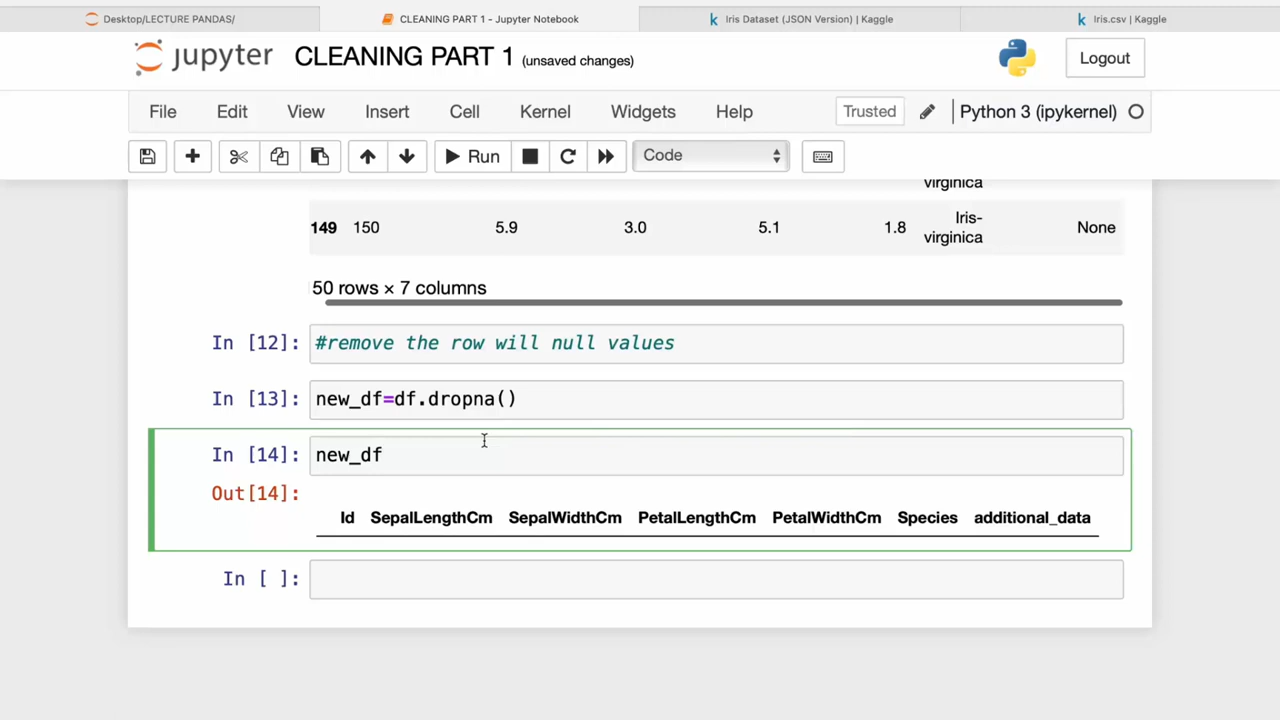 Desktop/LECTURE PANDAS/ CLEANING PART 1 - Jupyter Notebook Iris Dataset (JSON Version) | Kaggle Iris.csv | Kaggle
jupyter CLEANING PART 1 (unsaved changes) Logout
File Edit View Insert Cell Kernel Widgets Help Trusted Python 3 (ipykernel)
Run Code
virginica
149 150 5.9 3.0 5.1 1.8 Iris- None
virginica
50 rows × 7 columns
In [12]: #remove the row will null values
In [13]: new_df=df.dropna()
In [14]: new_df
Out[14]:
Id SepalLengthCm SepalWidthCm PetalLengthCm PetalWidthCm Species additional_data
In [ ]: